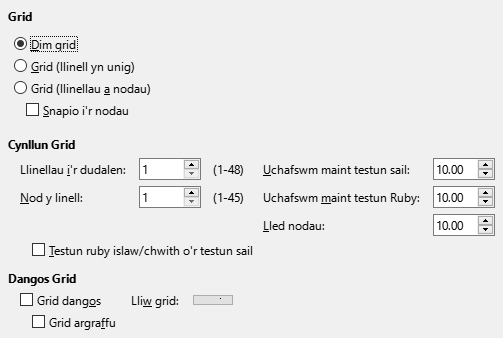 Grid
Dim grid
Grid (llinell yn unig)
Grid (llinellau a nodau)
Snapio i'r nodau
Cynllun Grid
Llinellau i'r dudalen: 1 (1-48) Uchafswm maint testun sail: 10.00
Nod y linell: 1 (1-45) Uchafswm maint testun Ruby: 10.00
Lled nodau: 10.00
Testun ruby islaw/chwith o'r testun sail
Dangos Grid
Grid dangos Lliw grid:
Grid argraffu